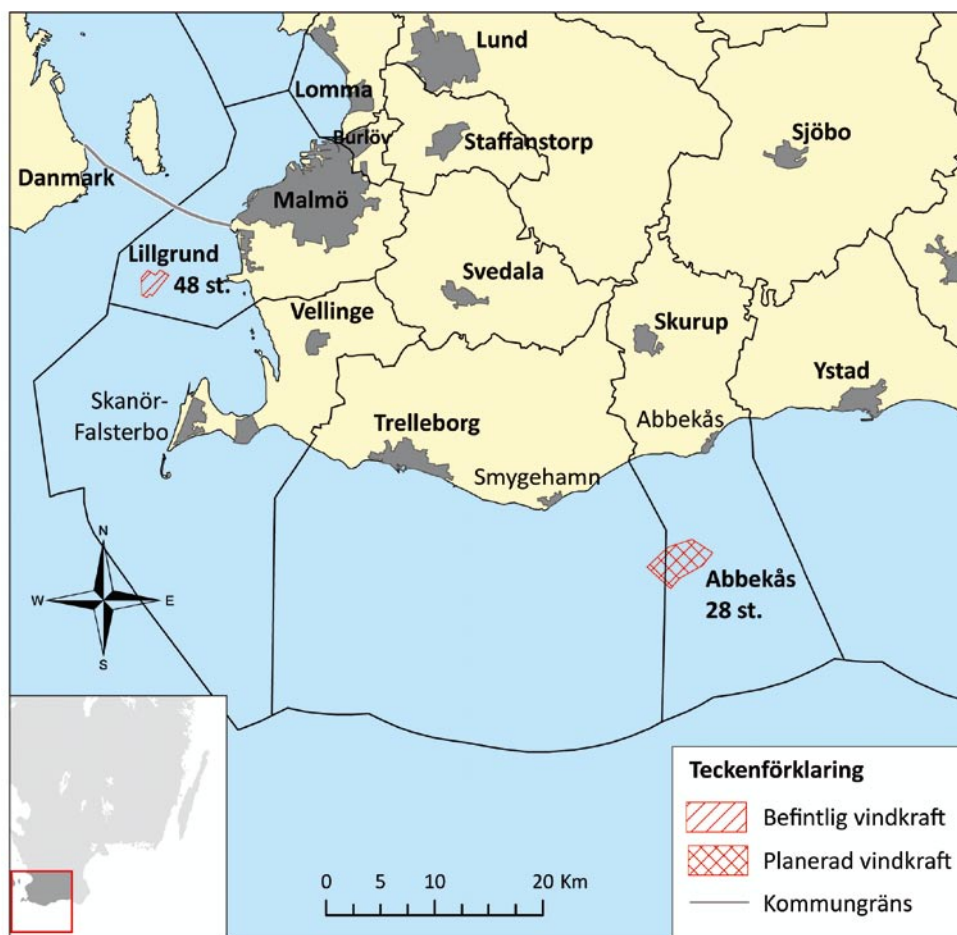 Lund
Lomma
Burlöv
Staffanstorp
Sjöbo
Danmark
Malmö
Lillgrund
48 st.
Svedala
Vellinge
Skurup
Ystad
Skanör-
Falsterbo
Trelleborg
Abbekås
Smygehamn
Abbekås
28 st.
N
W
E
S
Teckenförklaring
Befintlig vindkraft
Planerad vindkraft
Kommungräns
0 5 10 20 Km